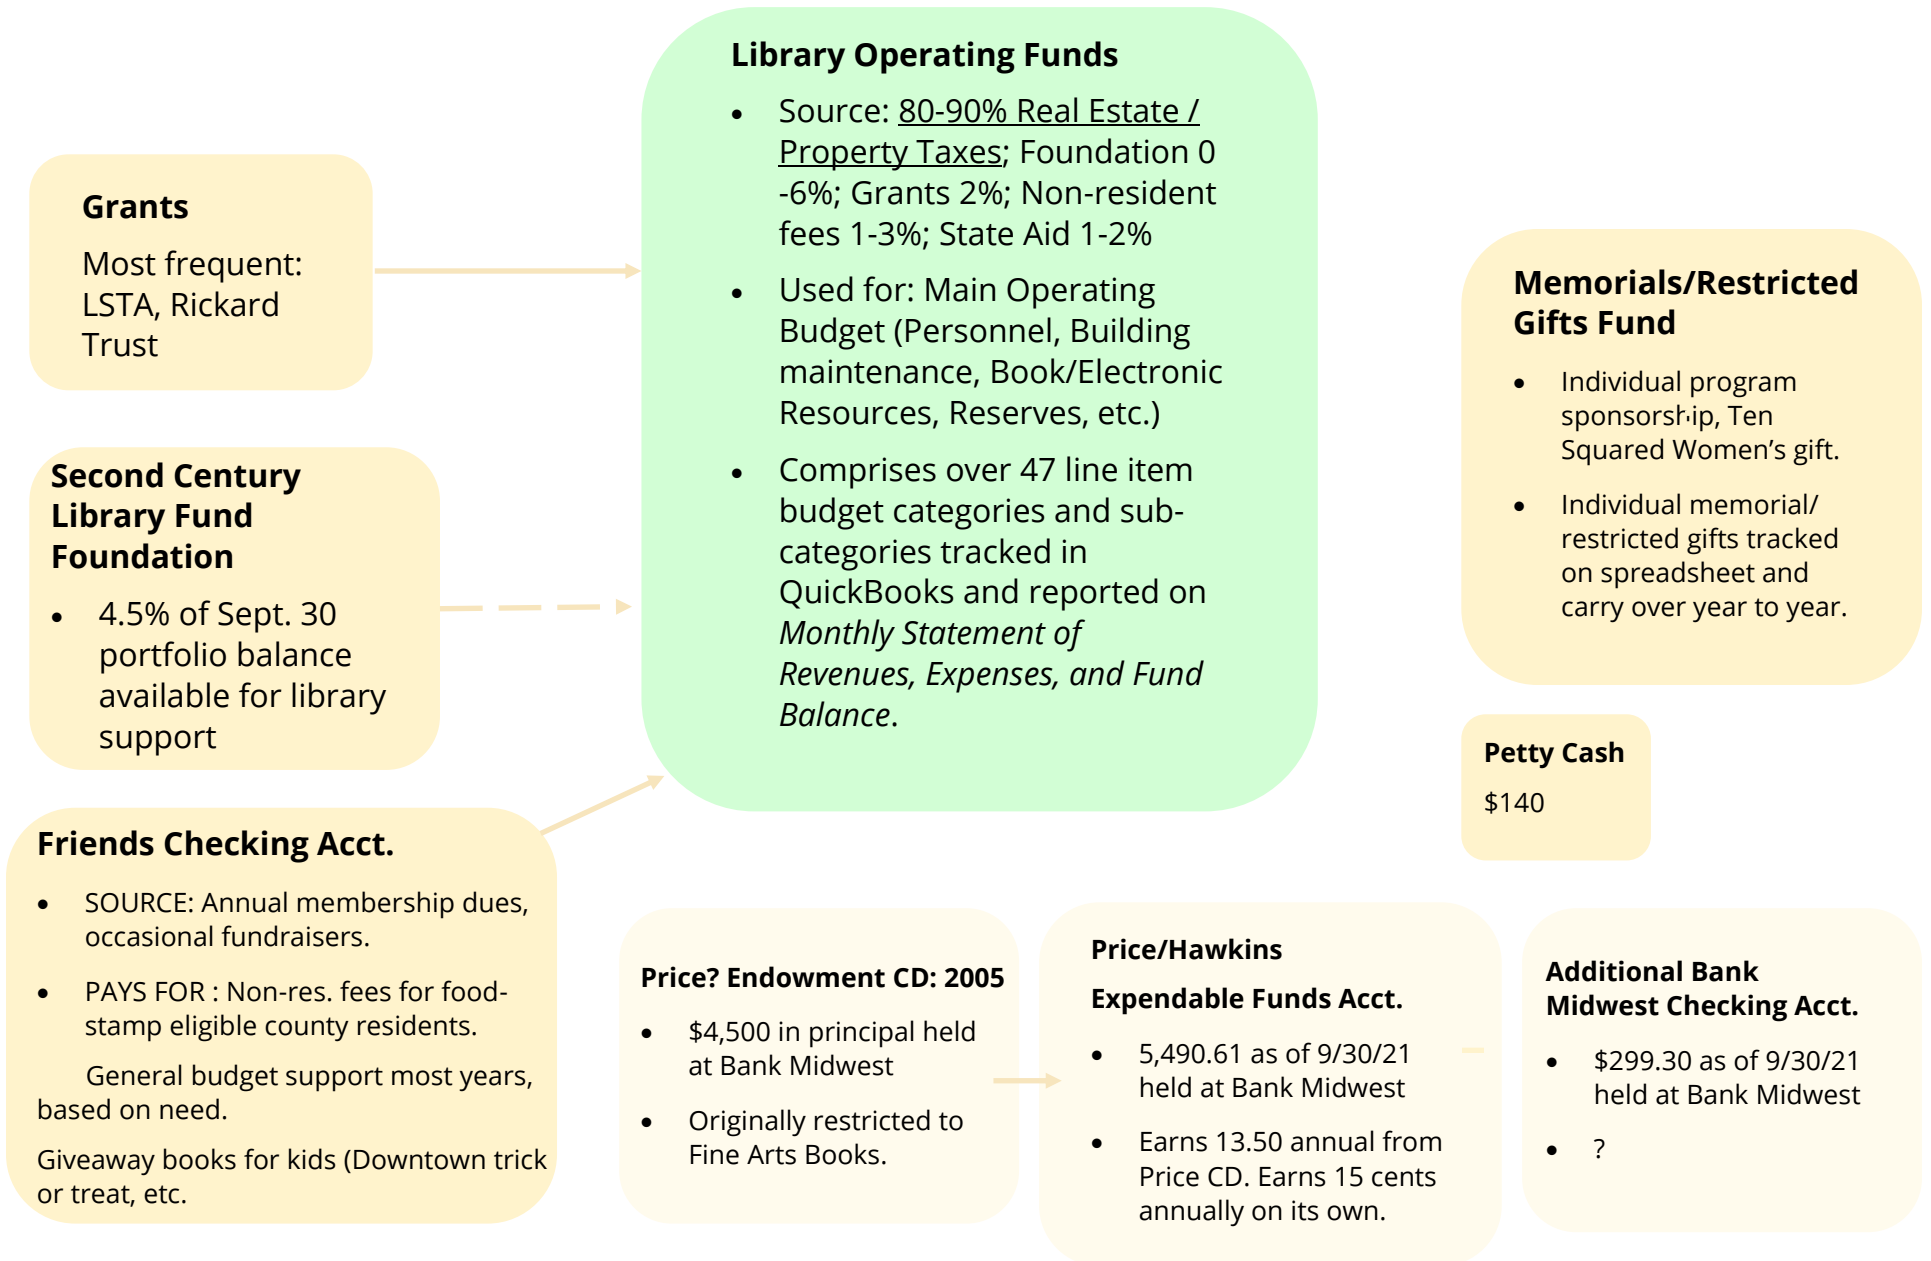 Library Operating Funds
• Source: 80-90% Real Estate /
Property Taxes; Foundation 0
-6%; Grants 2%; Non-resident
fees 1-3%; State Aid 1-2%
• Used for: Main Operating
Budget (Personnel, Building
maintenance, Book/Electronic
Resources, Reserves, etc.)
• Comprises over 47 line item
budget categories and sub-
categories tracked in
QuickBooks and reported on
Monthly Statement of
Revenues, Expenses, and Fund
Balance.
Grants
Most frequent:
LSTA, Rickard
Trust
Second Century
Library Fund
Foundation
• 4.5% of Sept. 30
portfolio balance
available for library
support
Friends Checking Acct.
• SOURCE: Annual membership dues,
occasional fundraisers.
• PAYS FOR : Non-res. fees for food-
stamp eligible county residents.
General budget support most years,
based on need.
Giveaway books for kids (Downtown trick
or treat, etc.
Memorials/Restricted
Gifts Fund
• Individual program
sponsorship, Ten
Squared Women’s gift.
• Individual memorial/
restricted gifts tracked
on spreadsheet and
carry over year to year.
Petty Cash
$140
Price? Endowment CD: 2005
• $4,500 in principal held
at Bank Midwest
• Originally restricted to
Fine Arts Books.
Price/Hawkins
Expendable Funds Acct.
• 5,490.61 as of 9/30/21
held at Bank Midwest
• Earns 13.50 annual from
Price CD. Earns 15 cents
annually on its own.
Additional Bank
Midwest Checking Acct.
• $299.30 as of 9/30/21
held at Bank Midwest
• ?